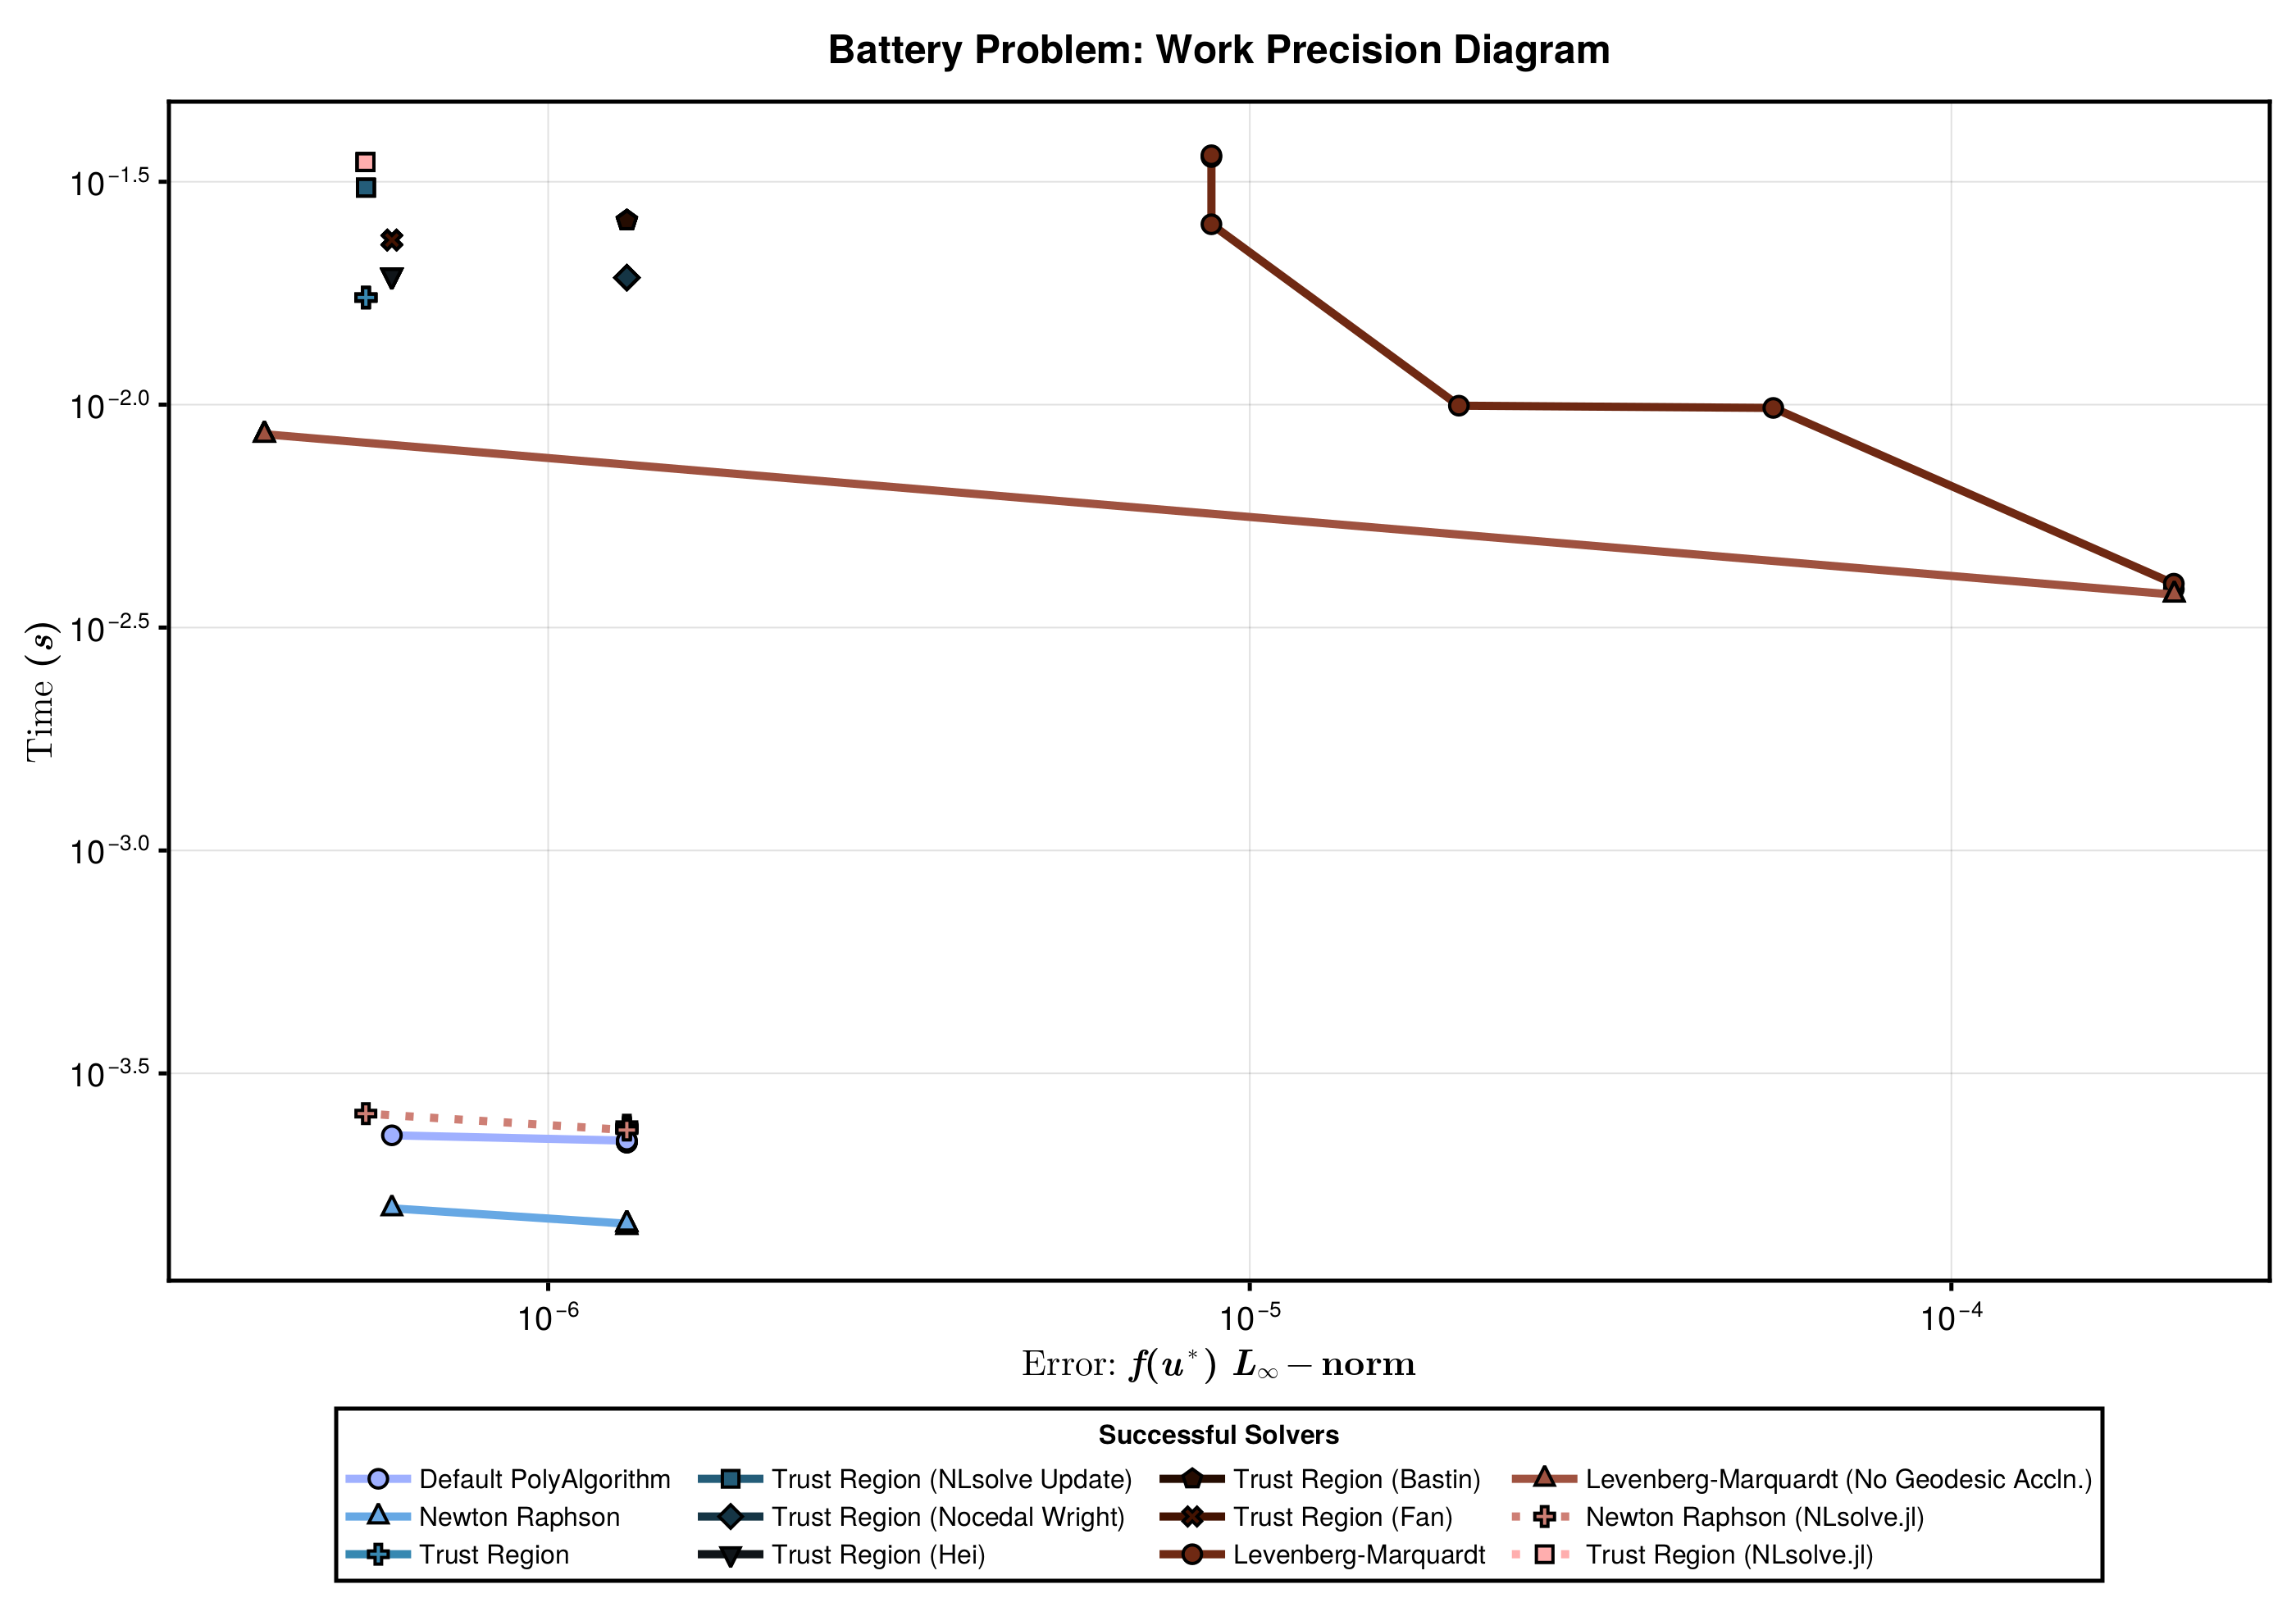 Battery Problem: Work Precision Diagram
Time (s)
10^−1.5
10^−2.0
10^−2.5
10^−3.0
10^−3.5
10^−6
10^−5
10^−4
Error: f(u*) L∞ − norm
Successful Solvers
Default PolyAlgorithm
Newton Raphson
Trust Region
Trust Region (NLsolve Update)
Trust Region (Nocedal Wright)
Trust Region (Hei)
Trust Region (Bastin)
Trust Region (Fan)
Levenberg-Marquardt
Levenberg-Marquardt (No Geodesic Accln.)
Newton Raphson (NLsolve.jl)
Trust Region (NLsolve.jl)